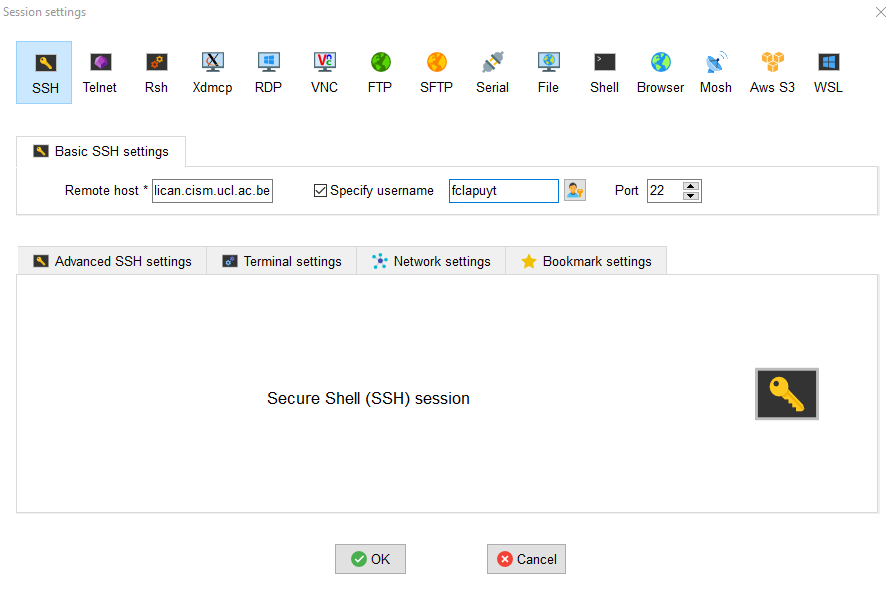 Session settings
SSH Telnet Rsh Xdmcp RDP VNC FTP SFTP Serial File Shell Browser Mosh Aws S3 WSL
Basic SSH settings
Remote host * lican.cism.ucl.ac.be Specify username fclapuyt Port 22
Advanced SSH settings Terminal settings Network settings Bookmark settings
Secure Shell (SSH) session
OK Cancel